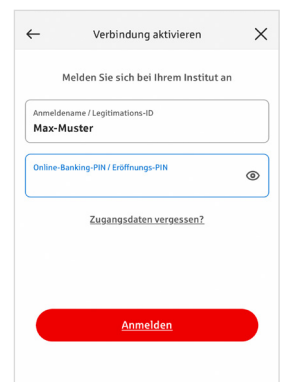 Verbindung aktivieren
Melden Sie sich bei Ihrem Institut an
Anmeldename / Legitimations-ID
Max-Muster
Online-Banking-PIN / Eröffnungs-PIN
Zugangsdaten vergessen?
Anmelden